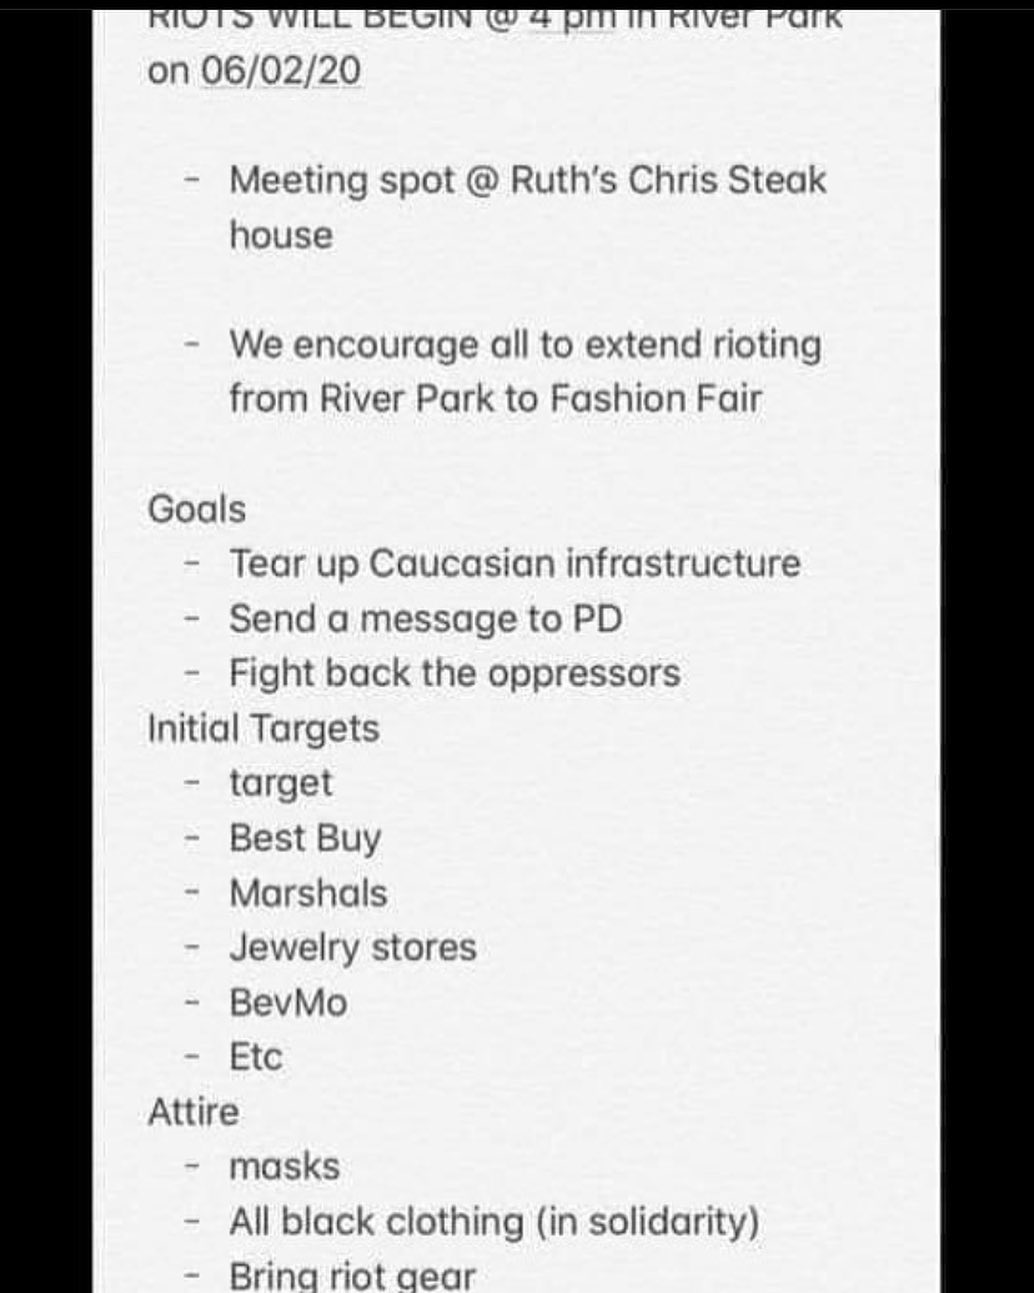 RIOTS WILL BEGIN @ 4 pm in River Park
on 06/02/20
- Meeting spot @ Ruth's Chris Steak
house
- We encourage all to extend rioting
from River Park to Fashion Fair
Goals
- Tear up Caucasian infrastructure
- Send a message to PD
- Fight back the oppressors
Initial Targets
- target
- Best Buy
- Marshals
- Jewelry stores
- BevMo
- Etc
Attire
- masks
- All black clothing (in solidarity)
- Bring riot gear